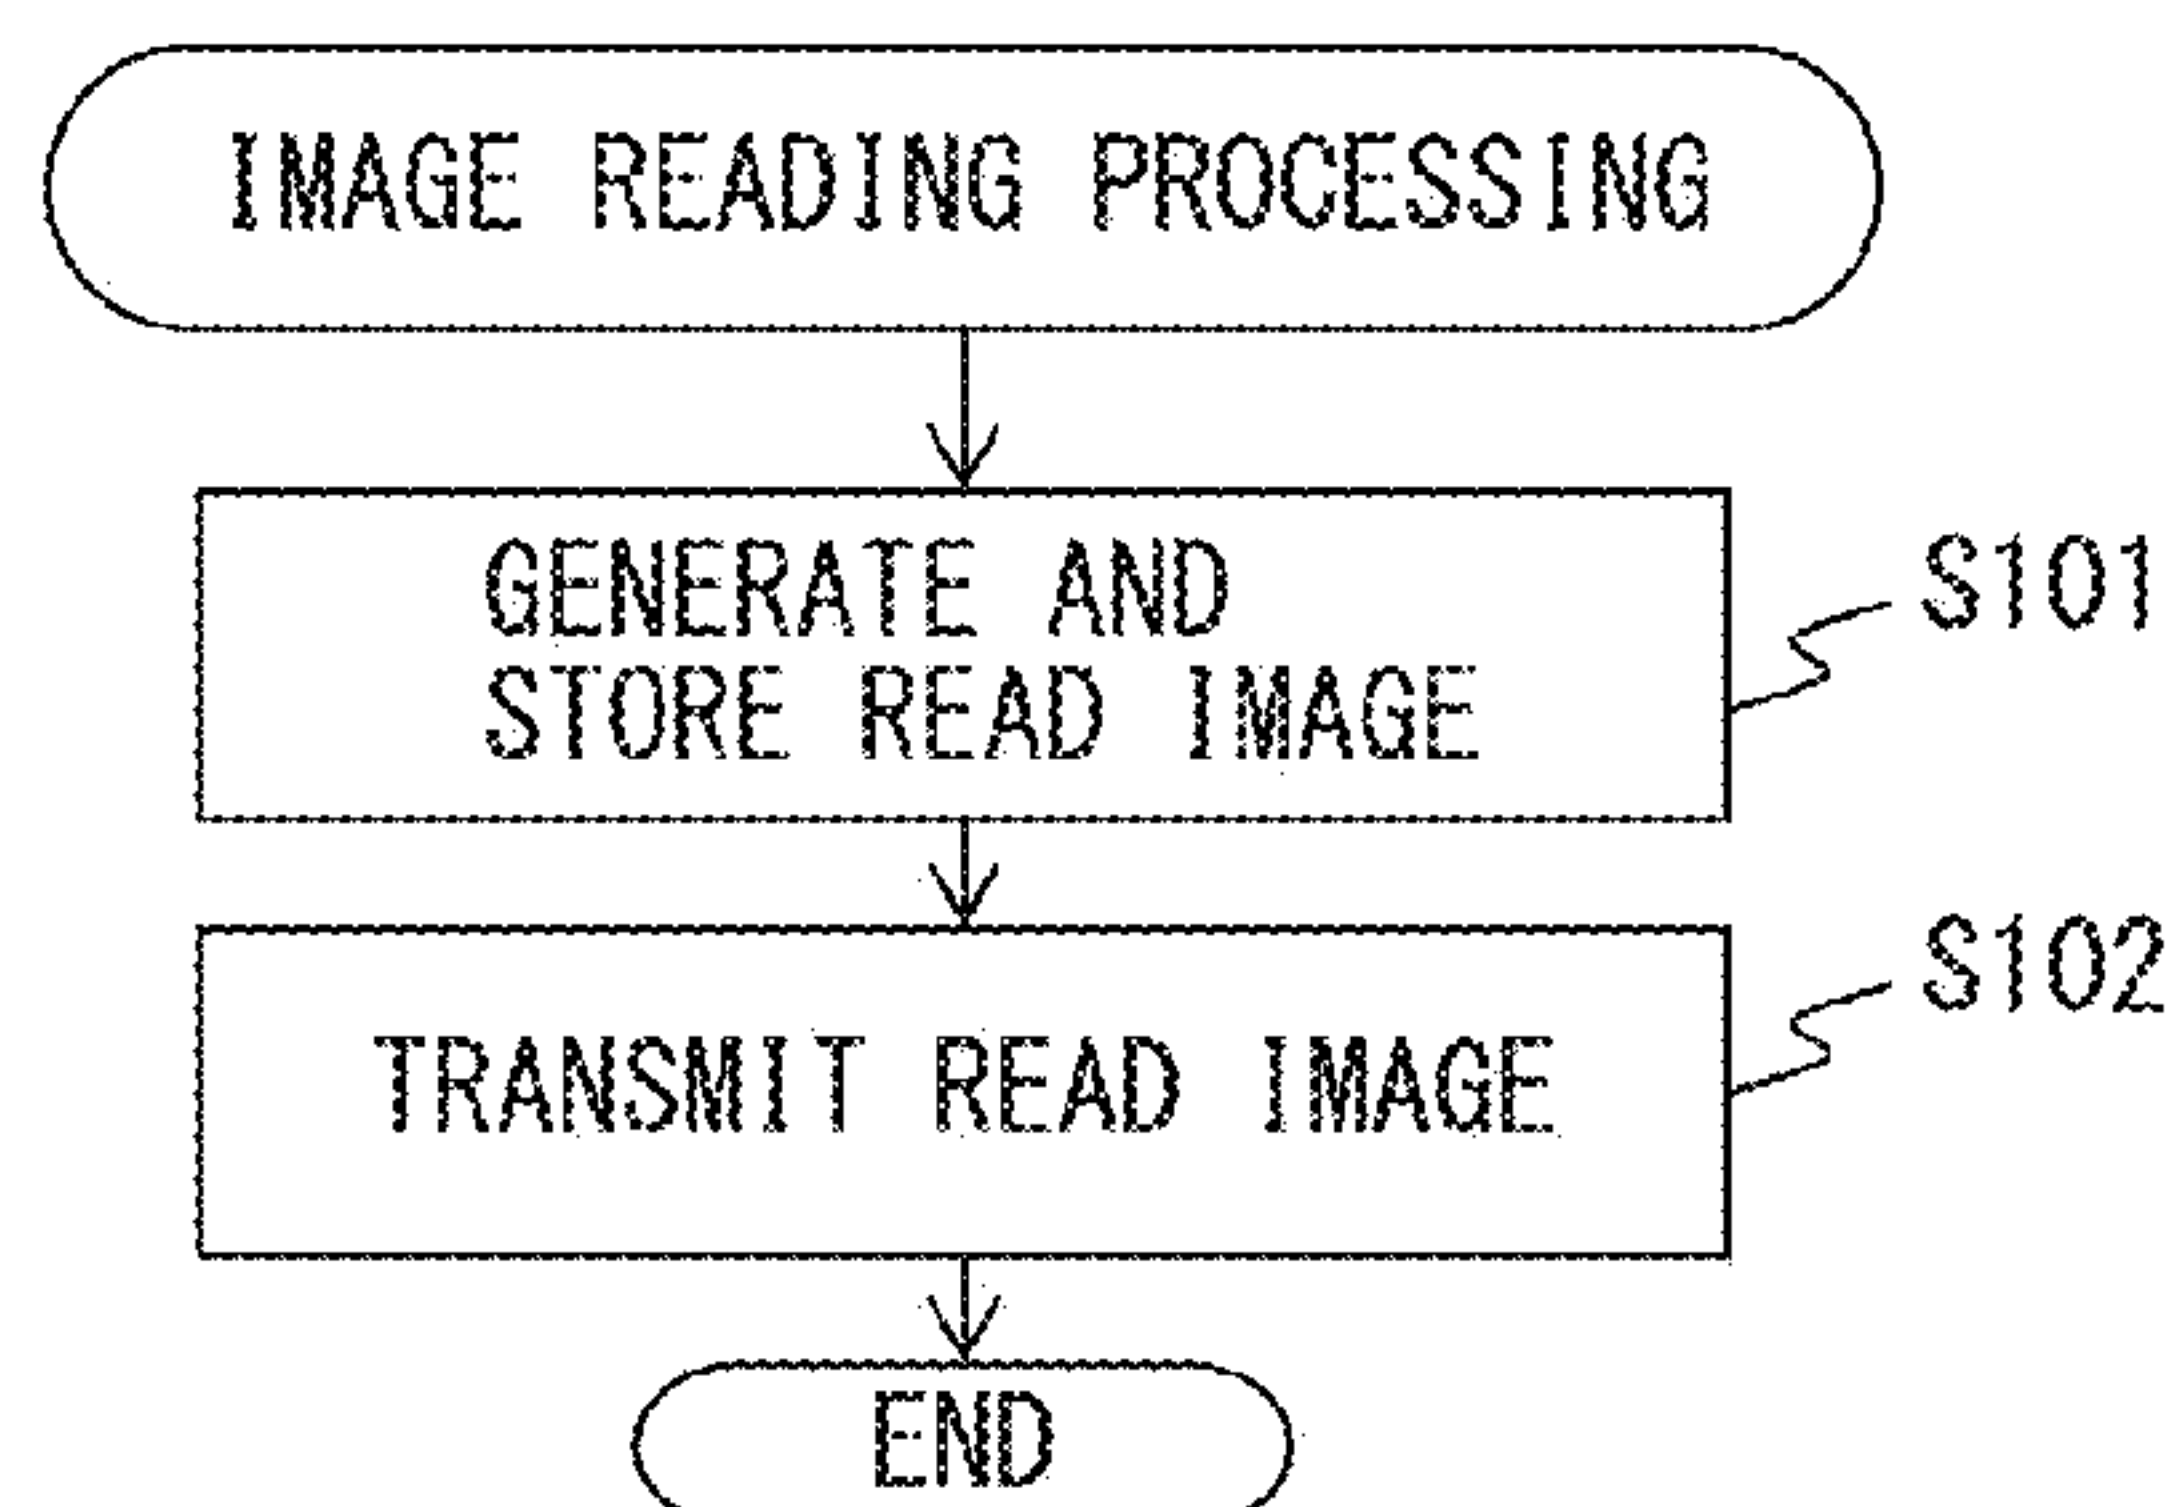 IMAGE READING PROCESSING
GENERATE AND
STORE READ IMAGE
S101
TRANSMIT READ IMAGE
S102
END